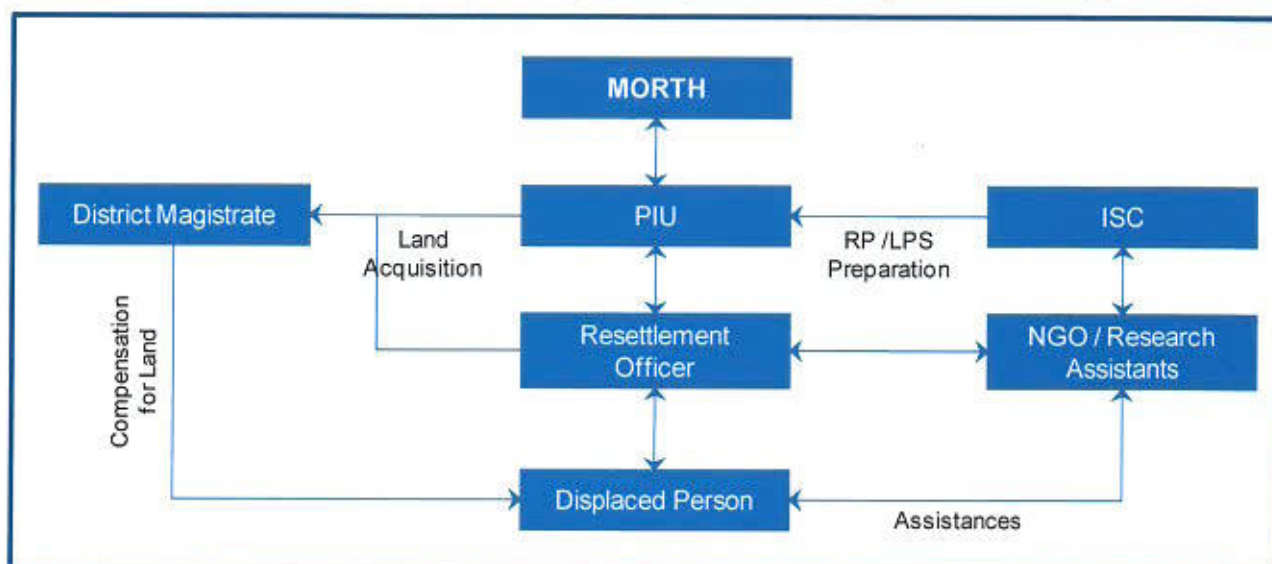 MORTH
District Magistrate
PIU
ISC
Land
Acquisition
RP /LPS
Preparation
Compensation
for Land
Resettlement
Officer
NGO / Research
Assistants
Displaced Person
Assistances